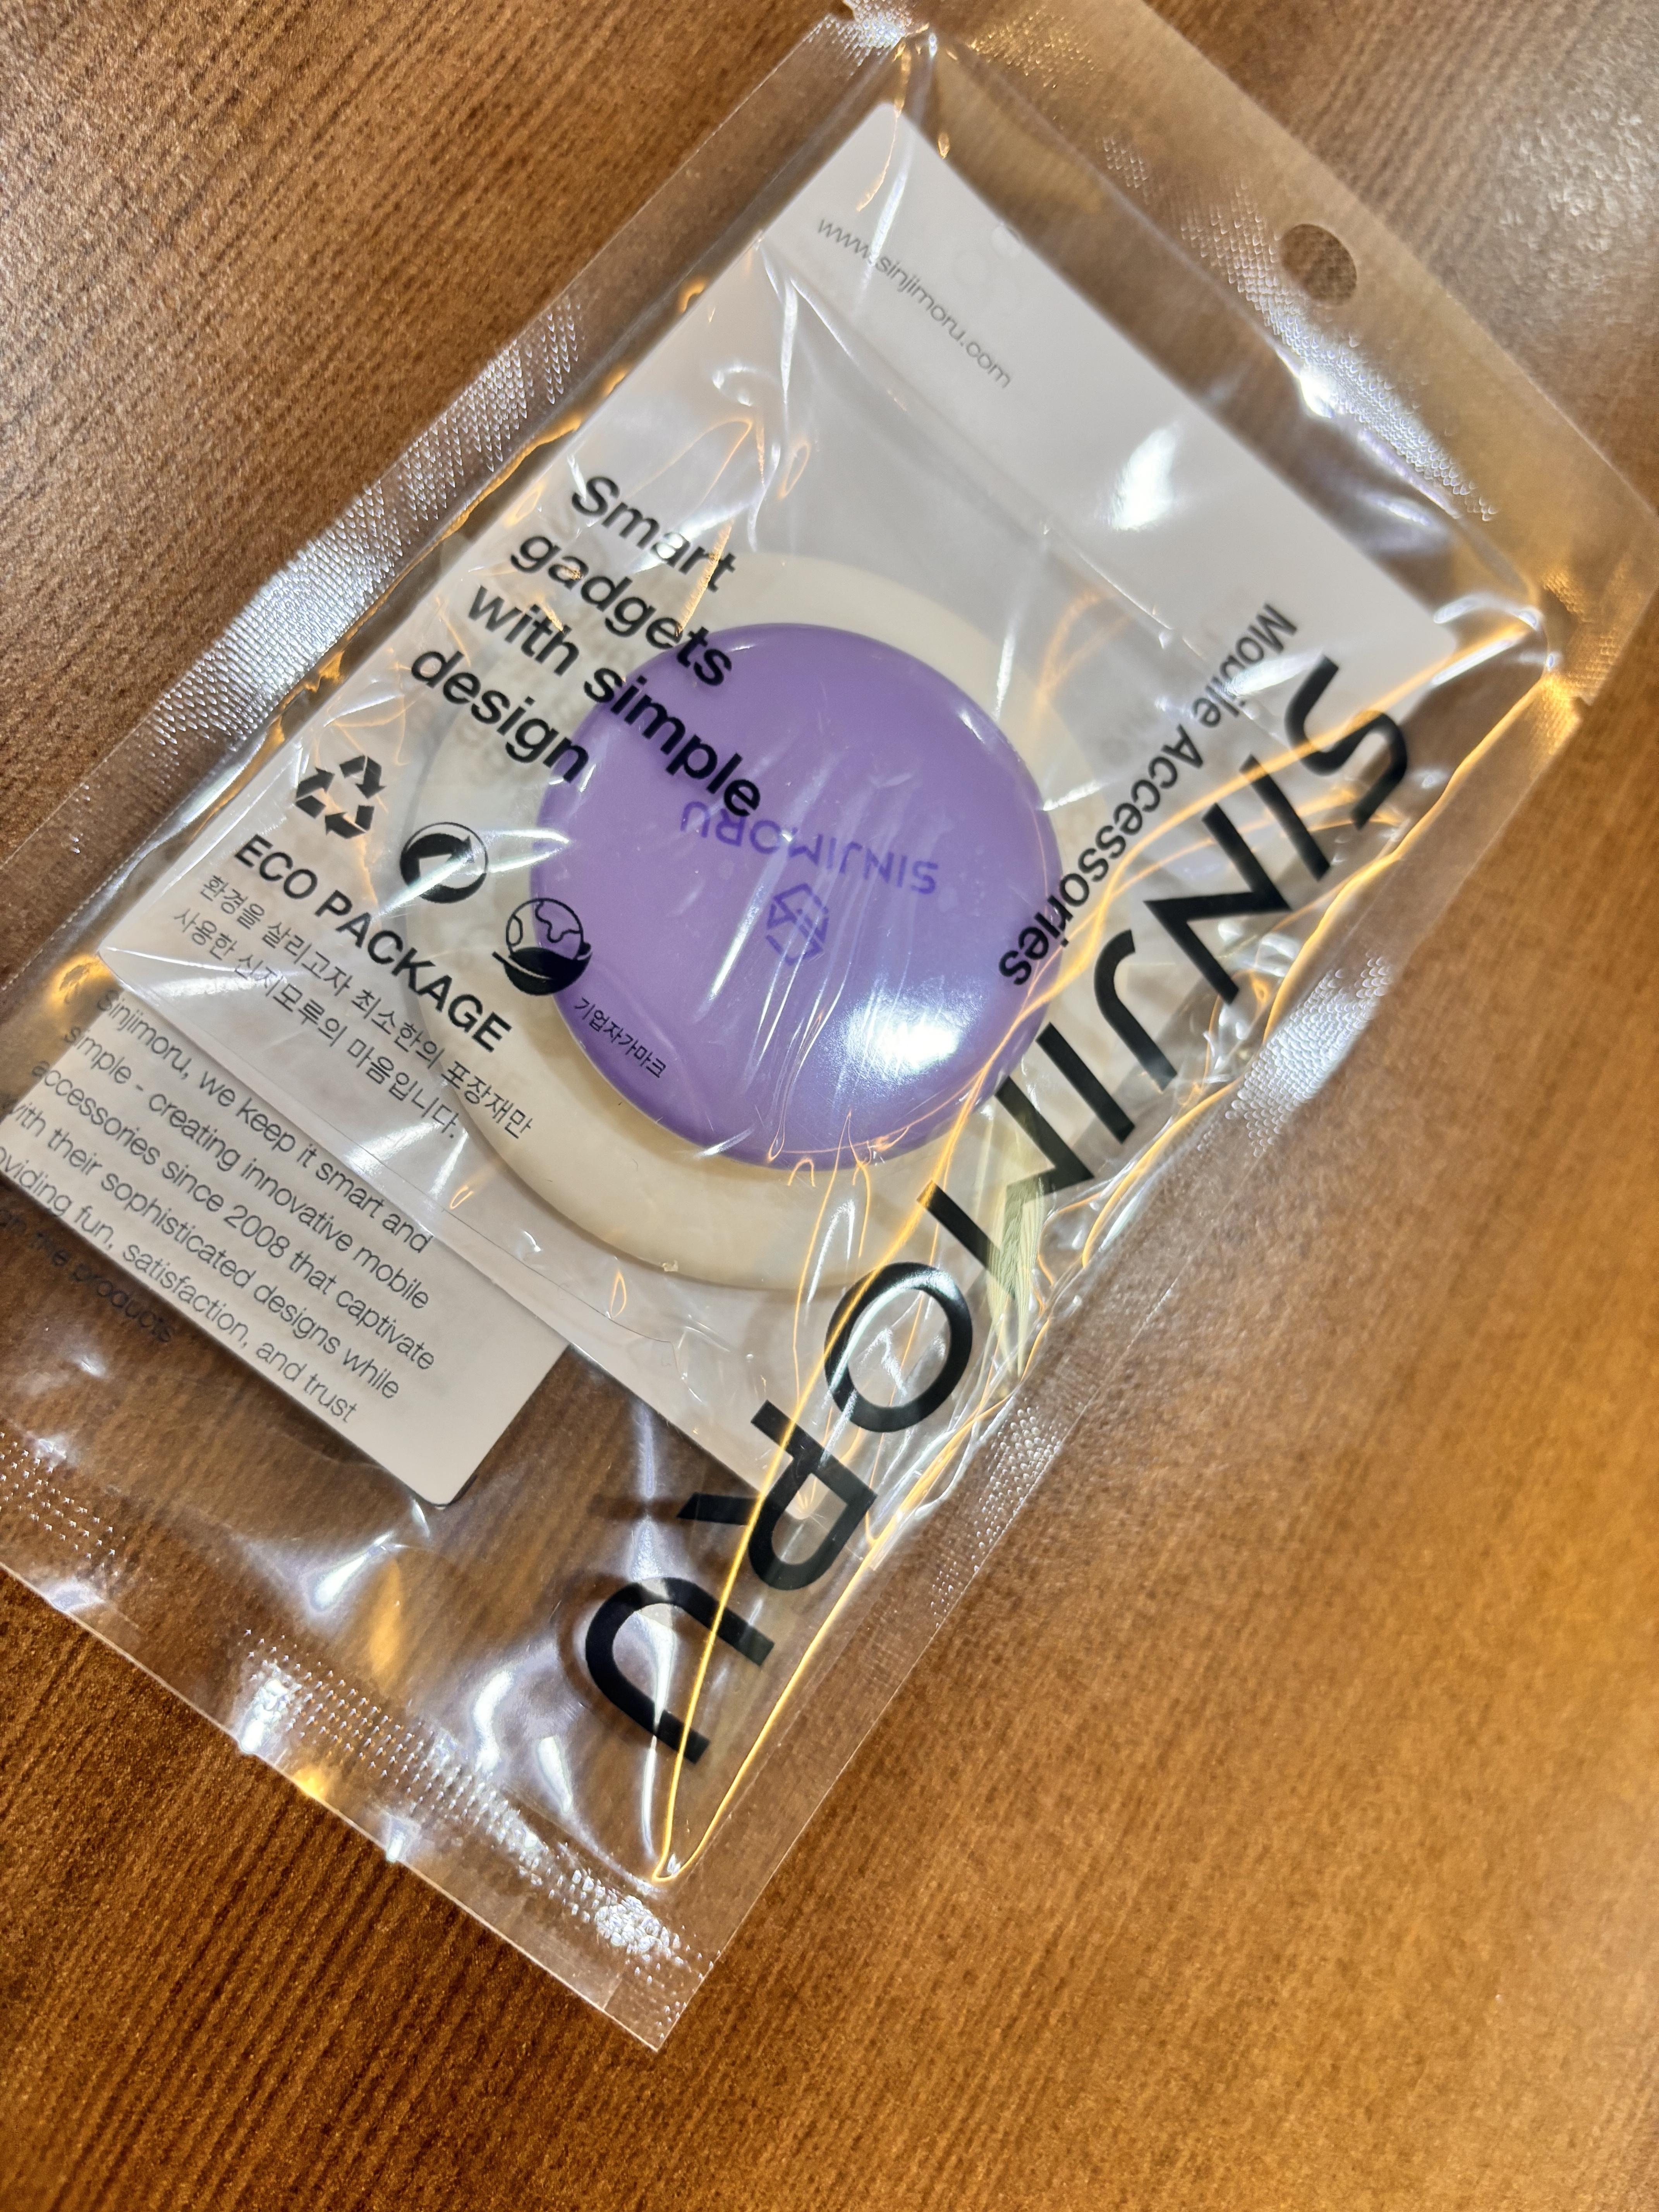 www.sinjimoru.com
SINJIMORU
Mobile Accessories
Smart
gadgets
with simple
design
SINJIMORU
ECO PACKAGE
환경을 살리고자 최소한의 포장재만
사용한 신지모루의 마음입니다.
기업자가마크
Sinjimoru, we keep it smart and
simple - creating innovative mobile
accessories since 2008 that captivate
with their sophisticated designs while
providing fun, satisfaction, and trust
the products